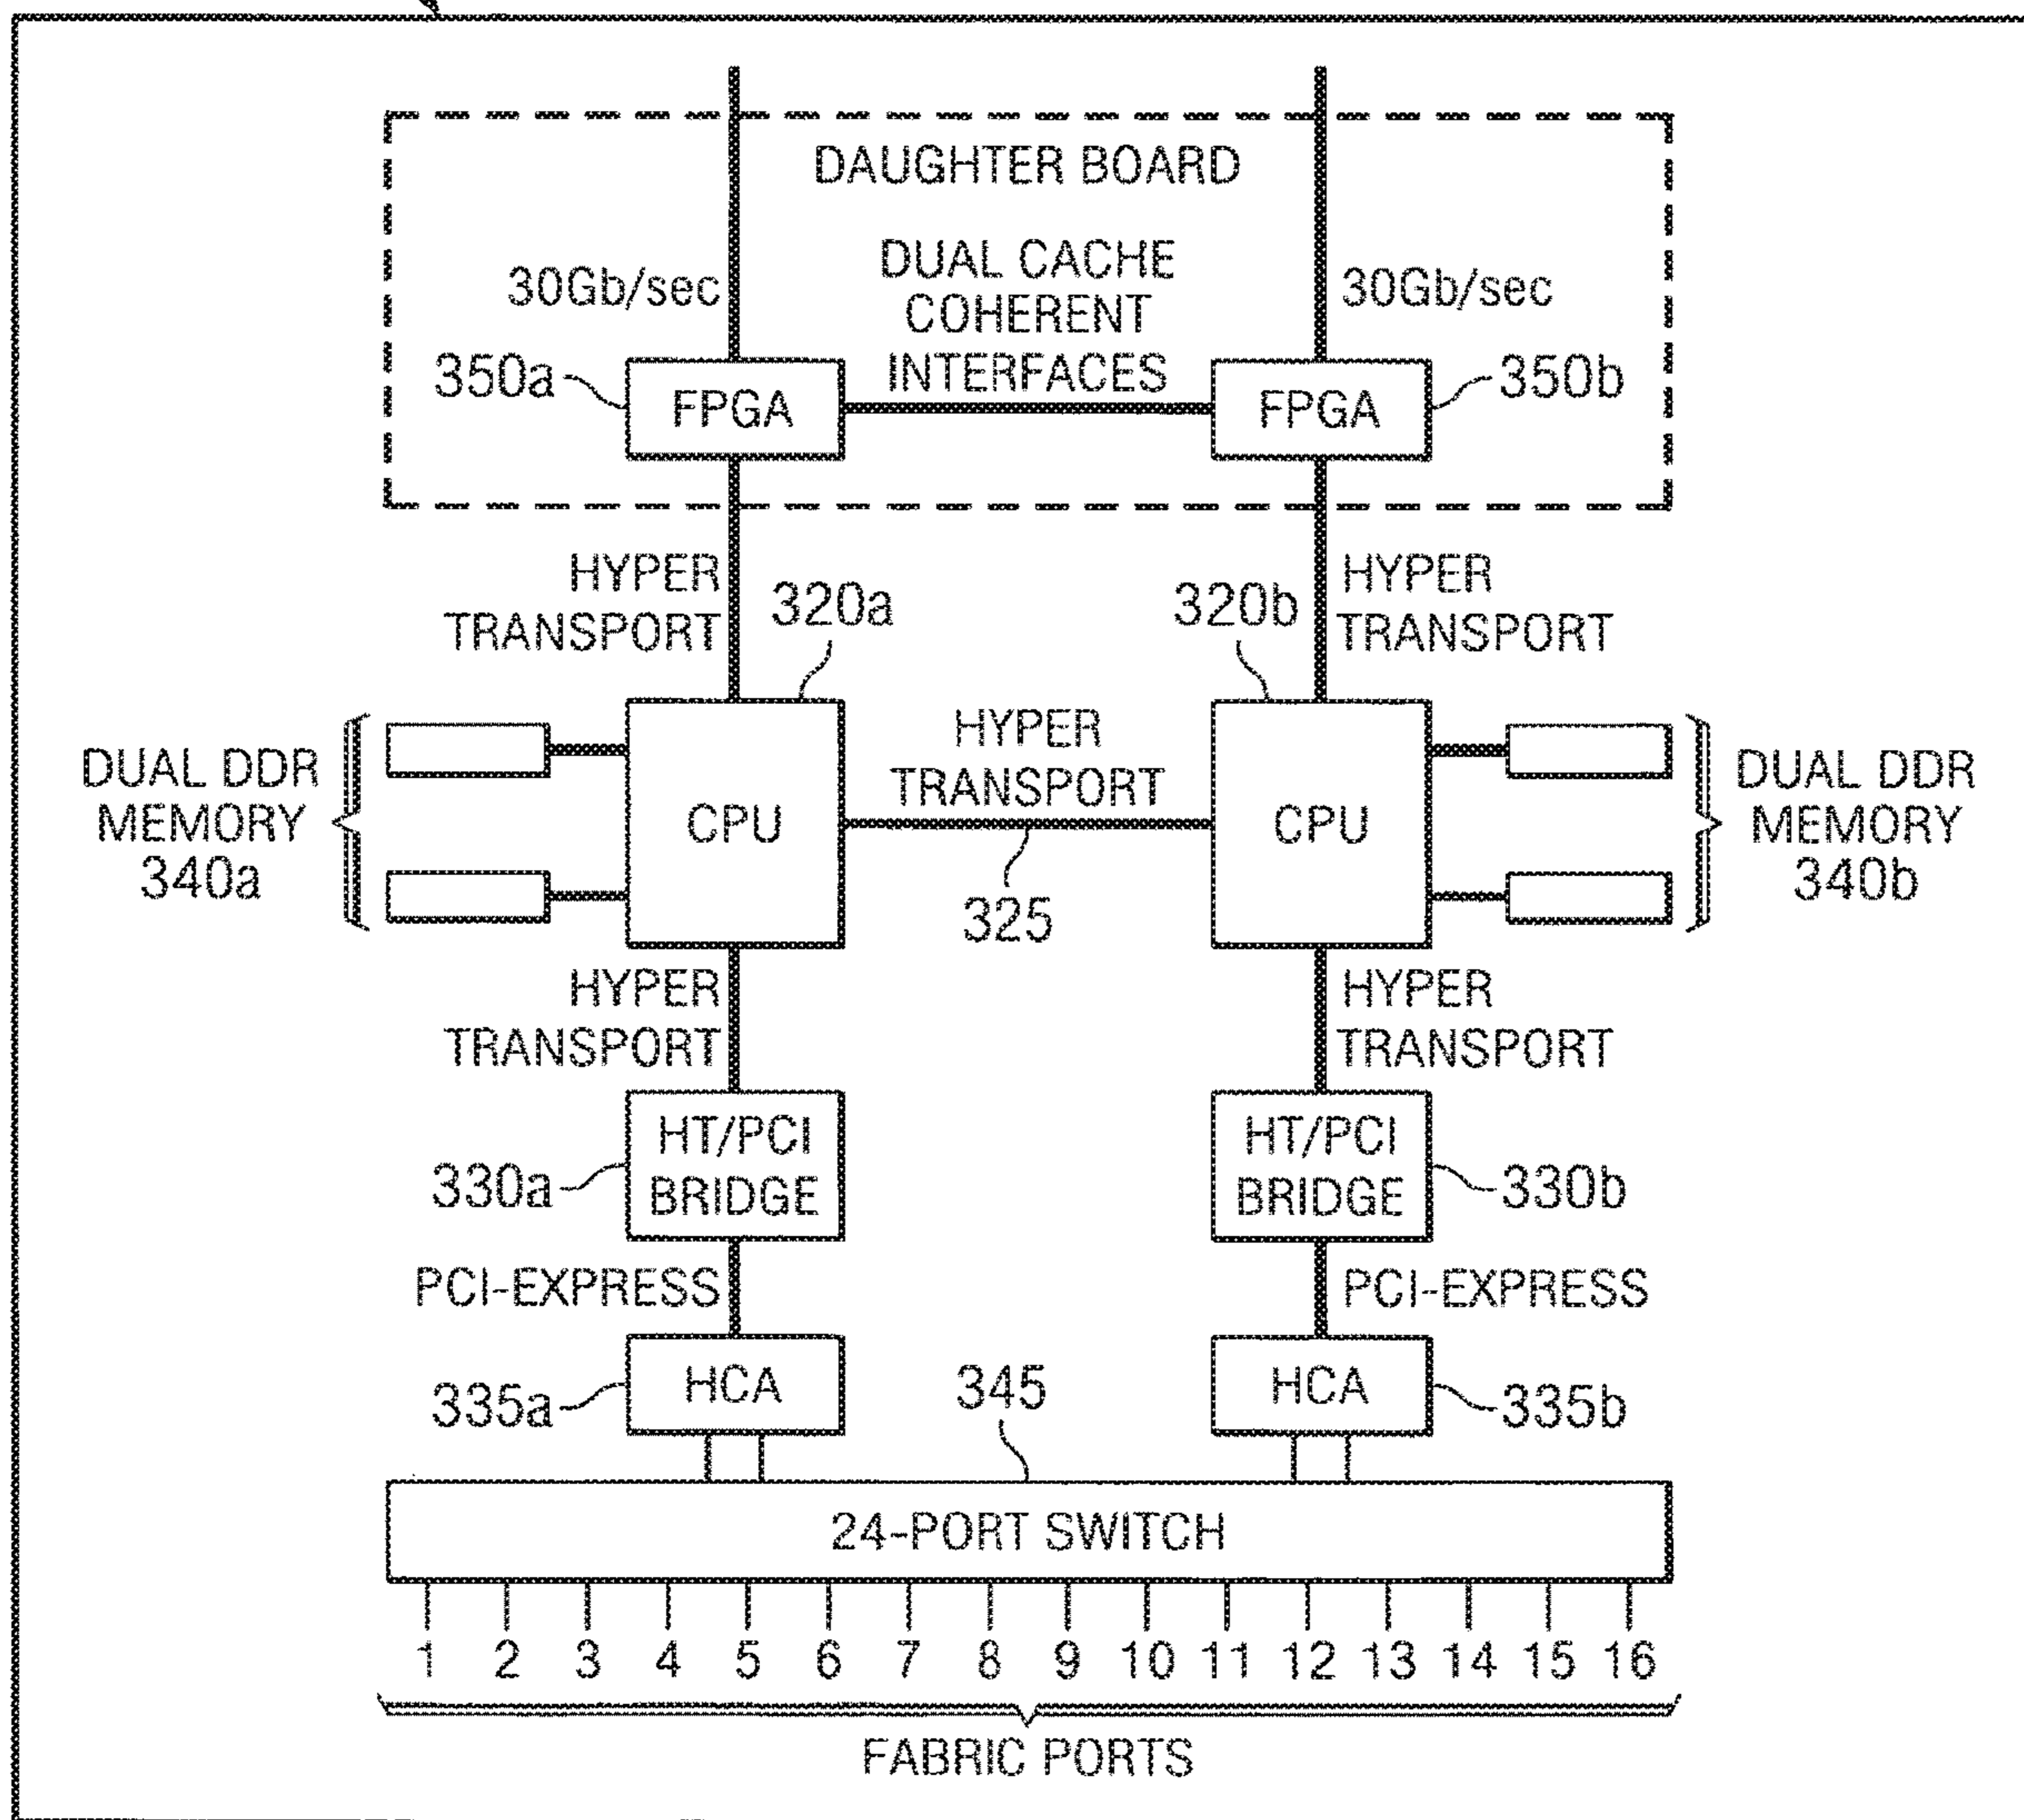 DAUGHTER BOARD
DUAL CACHE
COHERENT
INTERFACES
30Gb/sec
30Gb/sec
350a
FPGA
FPGA
350b
HYPER
TRANSPORT
320a
320b
HYPER
TRANSPORT
DUAL DDR
MEMORY
340a
CPU
HYPER
TRANSPORT
325
CPU
DUAL DDR
MEMORY
340b
HYPER
TRANSPORT
HYPER
TRANSPORT
330a
HT/PCI
BRIDGE
HT/PCI
BRIDGE
330b
PCI-EXPRESS
PCI-EXPRESS
335a
HCA
345
HCA
335b
24-PORT SWITCH
1 2 3 4 5 6 7 8 9 10 11 12 13 14 15 16
FABRIC PORTS